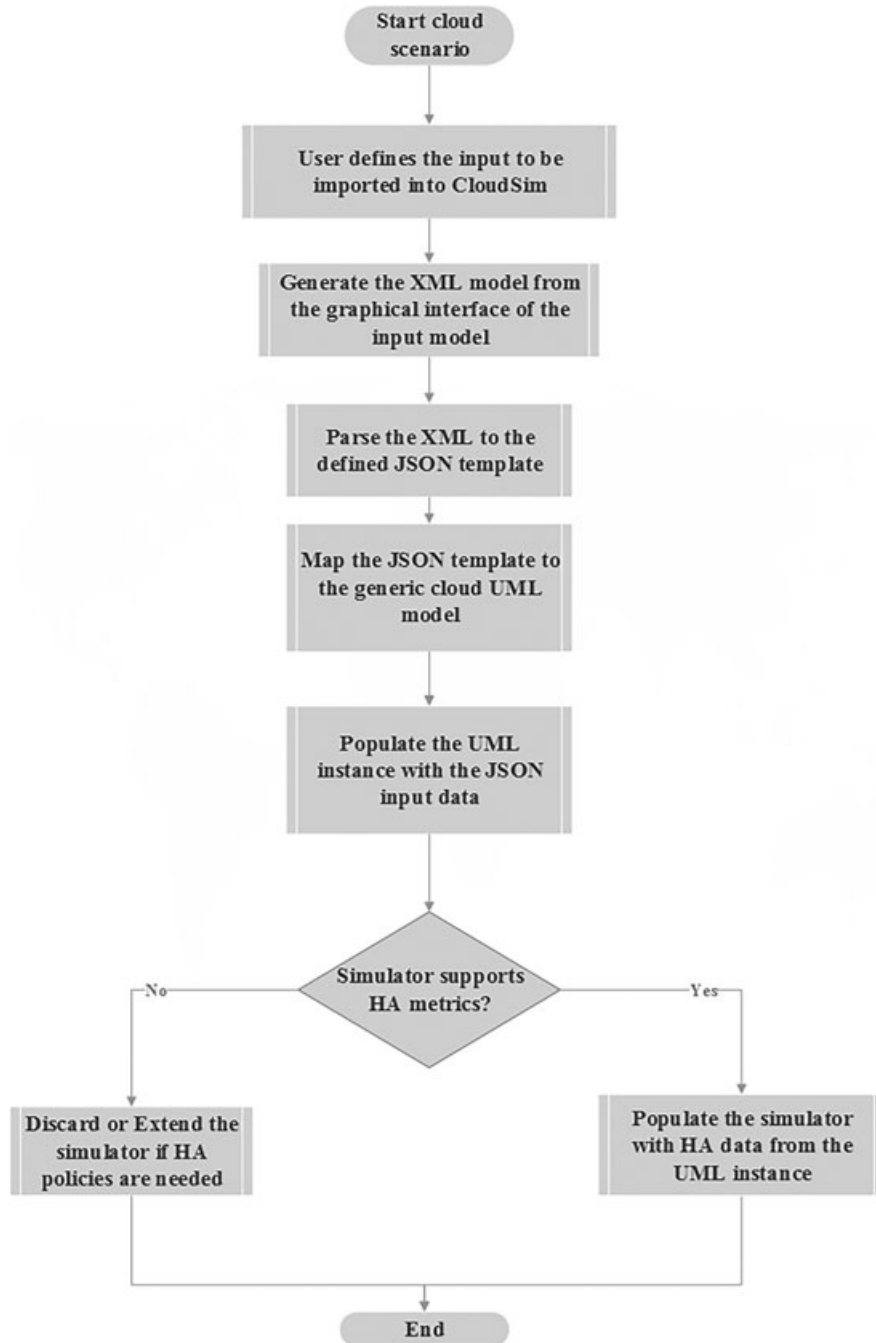 Start cloud
scenario
User defines the input to be
imported into CloudSim
Generate the XML model from
the graphical interface of the
input model
Parse the XML to the
defined JSON template
Map the JSON template to
the generic cloud UML
model
Populate the UML
instance with the JSON
input data
Simulator supports
HA metrics?
No
Yes
Discard or Extend the
simulator if HA
policies are needed
Populate the simulator
with HA data from the
UML instance
End